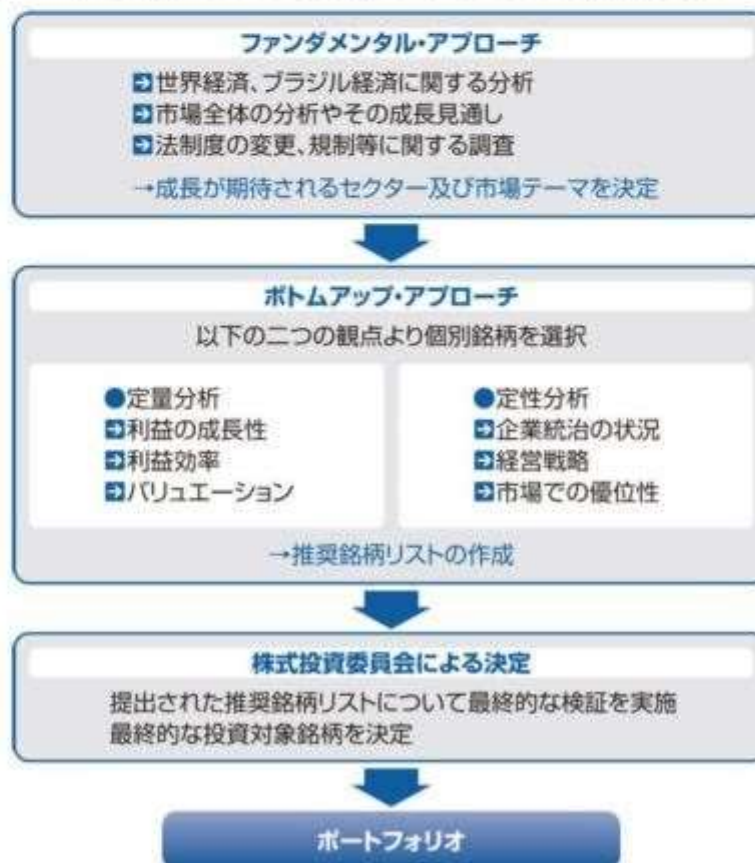 ファンダメンタル・アプローチ
➡世界経済、ブラジル経済に関する分析
➡市場全体の分析やその成長見通し
➡法制度の変更、規制等に関する調査
→成長が期待されるセクター及び市場テーマを決定
ボトムアップ・アプローチ
以下の二つの観点より個別銘柄を選択
●定量分析
➡利益の成長性
➡利益効率
➡バリュエーション
●定性分析
➡企業統治の状況
➡経営戦略
➡市場での優位性
→推奨銘柄リストの作成
株式投資委員会による決定
提出された推奨銘柄リストについて最終的な検証を実施
最終的な投資対象銘柄を決定
ポートフォリオ